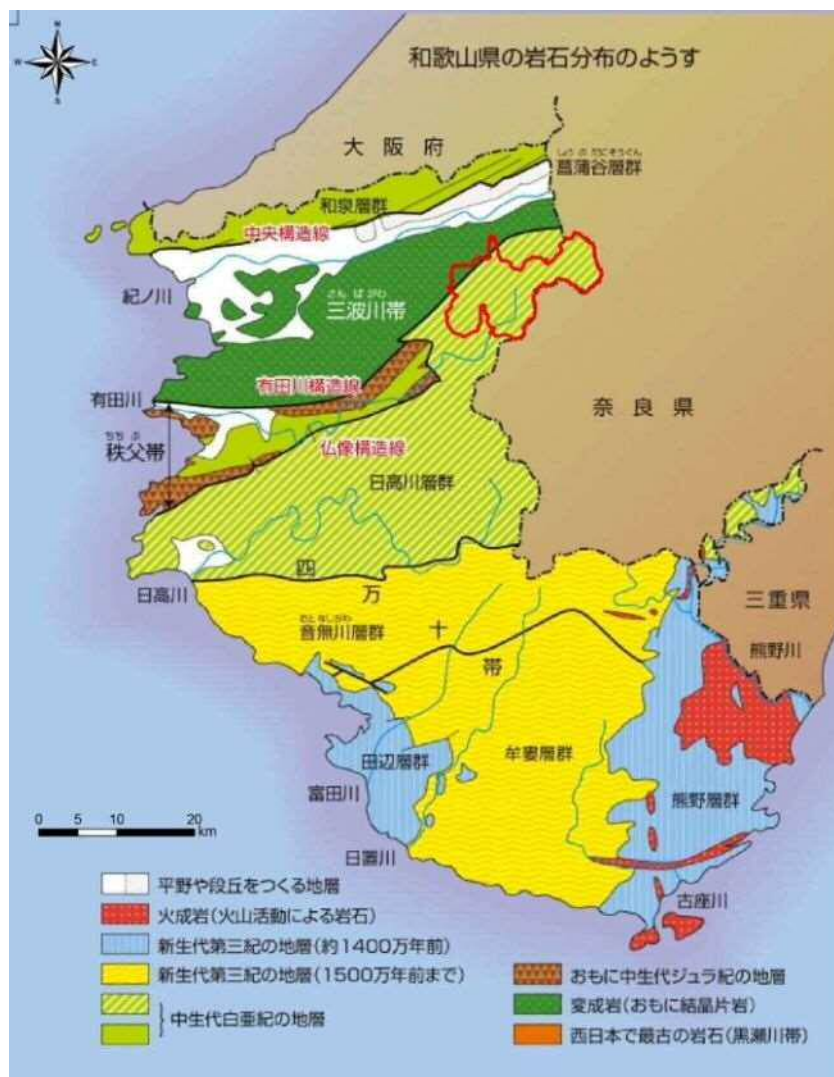 和歌山県の岩石分布のようす
N
W
E
S
大阪府
しょうぶだにそうぐん
菖蒲谷層群
和泉層群
中央構造線
紀ノ川
さんばがわ
三波川帯
有田川構造線
有田川
ちちぶ
秩父帯
仏像構造線
奈良県
日高川層群
四
万
十
帯
日高川
おとなしがわ
音無川層群
三重県
熊野川
田辺層群
牟婁層群
富田川
熊野層群
日置川
古座川
0 5 10 20
km
平野や段丘をつくる地層
火成岩(火山活動による岩石)
新生代第三紀の地層(約1400万年前)
新生代第三紀の地層(1500万年前まで)
中生代白亜紀の地層
おもに中生代ジュラ紀の地層
変成岩(おもに結晶片岩)
西日本で最古の岩石(黒瀬川帯)